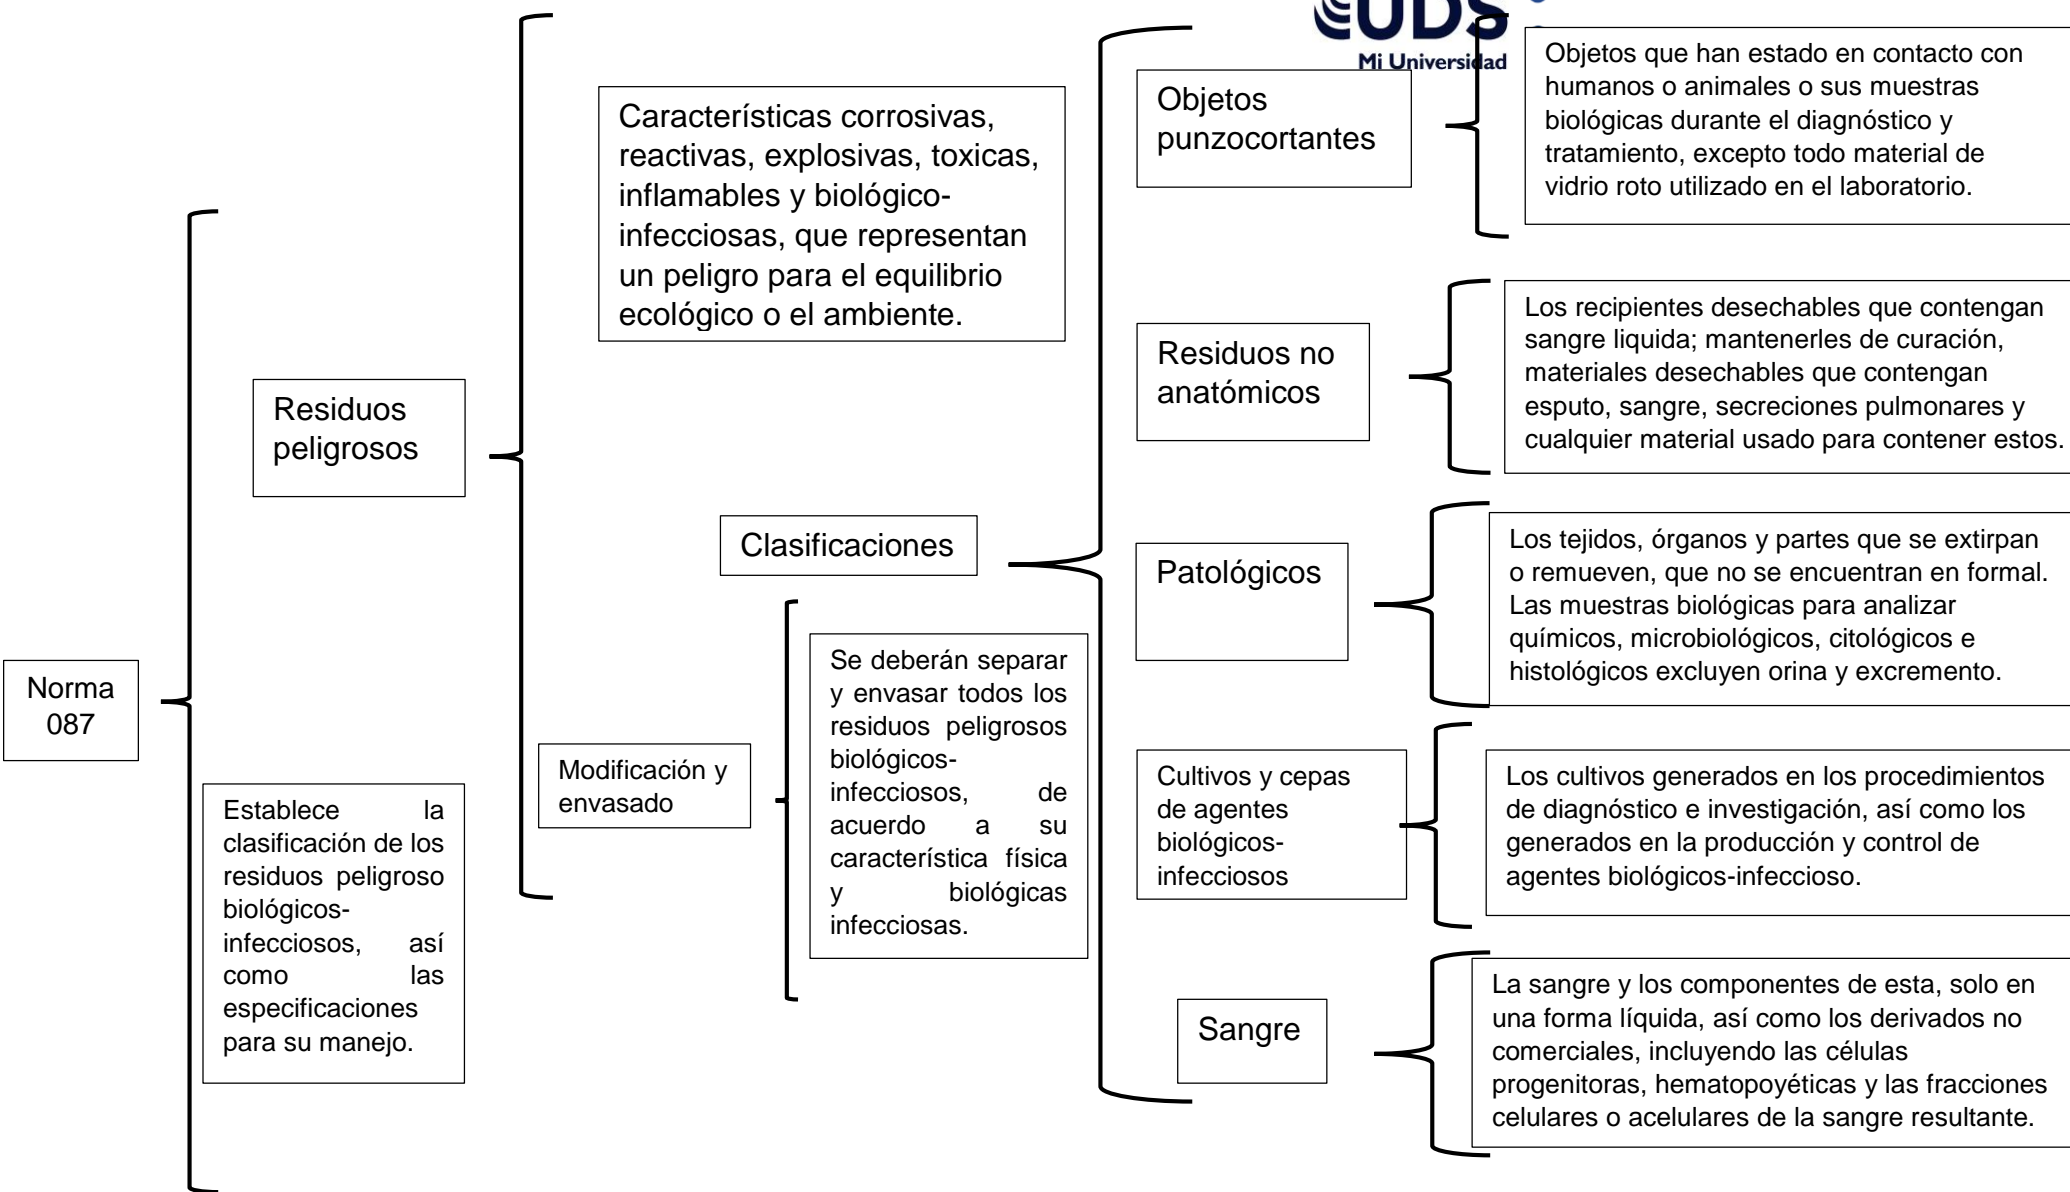 UDS
Mi Universidad
Norma
087
Residuos
peligrosos
Establece la
clasificación de los
residuos peligroso
biológicos-
infecciosos, así
como las
especificaciones
para su manejo.
Características corrosivas,
reactivas, explosivas, toxicas,
inflamables y biológico-
infecciosas, que representan
un peligro para el equilibrio
ecológico o el ambiente.
Clasificaciones
Modificación y
envasado
Se deberán separar
y envasar todos los
residuos peligrosos
biológicos-
infecciosos, de
acuerdo a su
característica física
y biológicas
infecciosas.
Objetos
punzocortantes
Objetos que han estado en contacto con
humanos o animales o sus muestras
biológicas durante el diagnóstico y
tratamiento, excepto todo material de
vidrio roto utilizado en el laboratorio.
Residuos no
anatómicos
Los recipientes desechables que contengan
sangre liquida; mantenerles de curación,
materiales desechables que contengan
esputo, sangre, secreciones pulmonares y
cualquier material usado para contener estos.
Patológicos
Los tejidos, órganos y partes que se extirpan
o remueven, que no se encuentran en formal.
Las muestras biológicas para analizar
químicos, microbiológicos, citológicos e
histológicos excluyen orina y excremento.
Cultivos y cepas
de agentes
biológicos-
infecciosos
Los cultivos generados en los procedimientos
de diagnóstico e investigación, así como los
generados en la producción y control de
agentes biológicos-infeccioso.
Sangre
La sangre y los componentes de esta, solo en
una forma líquida, así como los derivados no
comerciales, incluyendo las células
progenitoras, hematopoyéticas y las fracciones
celulares o acelulares de la sangre resultante.